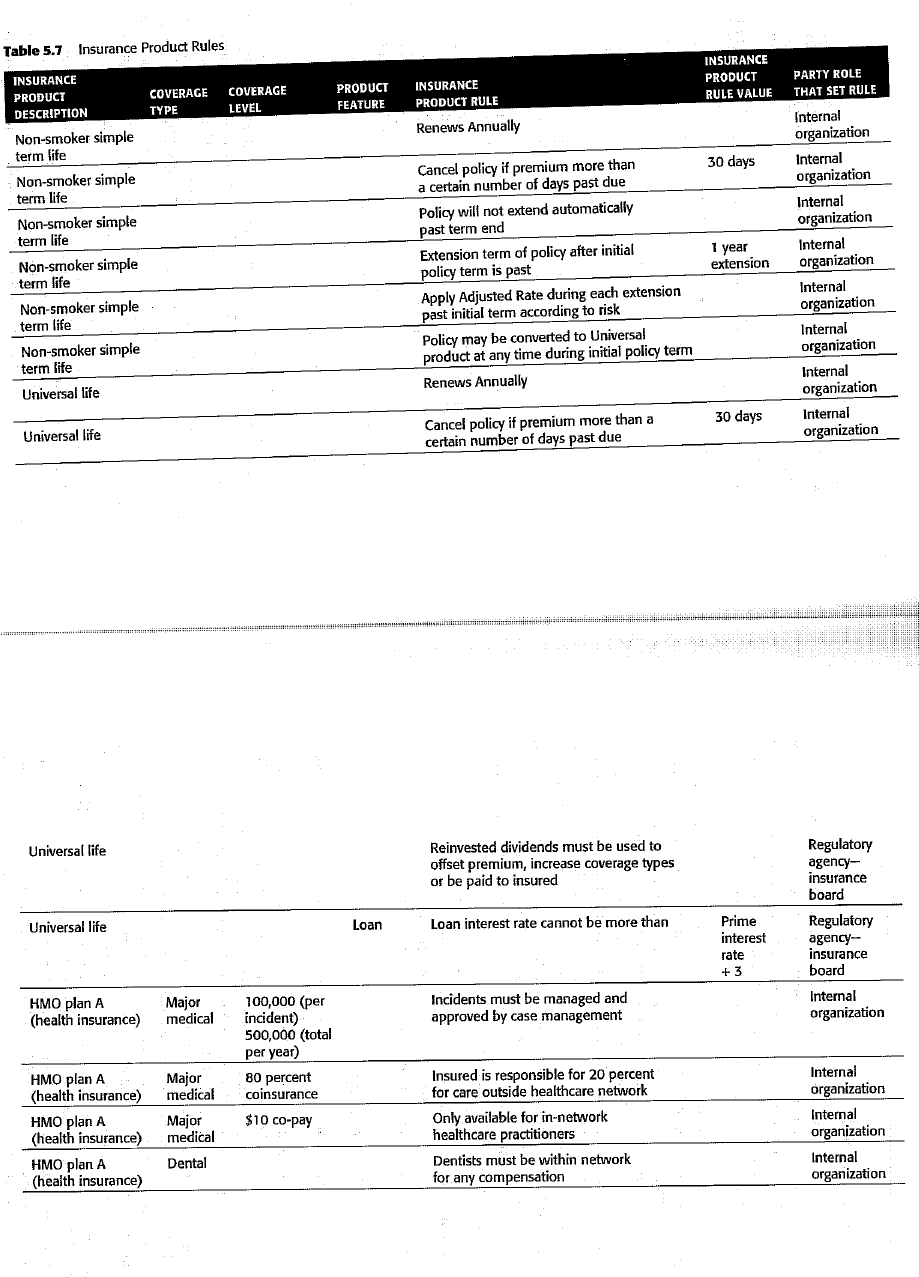 Table 5.7 Insurance Product Rules
INSURANCE PRODUCT DESCRIPTION COVERAGE TYPE COVERAGE LEVEL PRODUCT FEATURE INSURANCE PRODUCT RULE INSURANCE PRODUCT RULE VALUE PARTY ROLE THAT SET RULE
Non-smoker simple term life Renews Annually Internal organization
Non-smoker simple term life Cancel policy if premium more than a certain number of days past due 30 days Internal organization
Non-smoker simple term life Policy will not extend automatically past term end Internal organization
Non-smoker simple term life Extension term of policy after initial policy term is past 1 year extension Internal organization
Non-smoker simple term life Apply Adjusted Rate during each extension past initial term according to risk Internal organization
Non-smoker simple term life Policy may be converted to Universal product at any time during initial policy term Internal organization
Universal life Renews Annually Internal organization
Universal life Cancel policy if premium more than a certain number of days past due 30 days Internal organization
Universal life Reinvested dividends must be used to offset premium, increase coverage types or be paid to insured Regulatory agency—insurance board
Universal life Loan Loan interest rate cannot be more than Prime interest rate + 3 Regulatory agency—insurance board
HMO plan A (health insurance) Major medical 100,000 (per incident) 500,000 (total per year) Incidents must be managed and approved by case management Internal organization
HMO plan A (health insurance) Major medical 80 percent coinsurance Insured is responsible for 20 percent for care outside healthcare network Internal organization
HMO plan A (health insurance) Major medical $10 co-pay Only available for in-network healthcare practitioners Internal organization
HMO plan A (health insurance) Dental Dentists must be within network for any compensation Internal organization